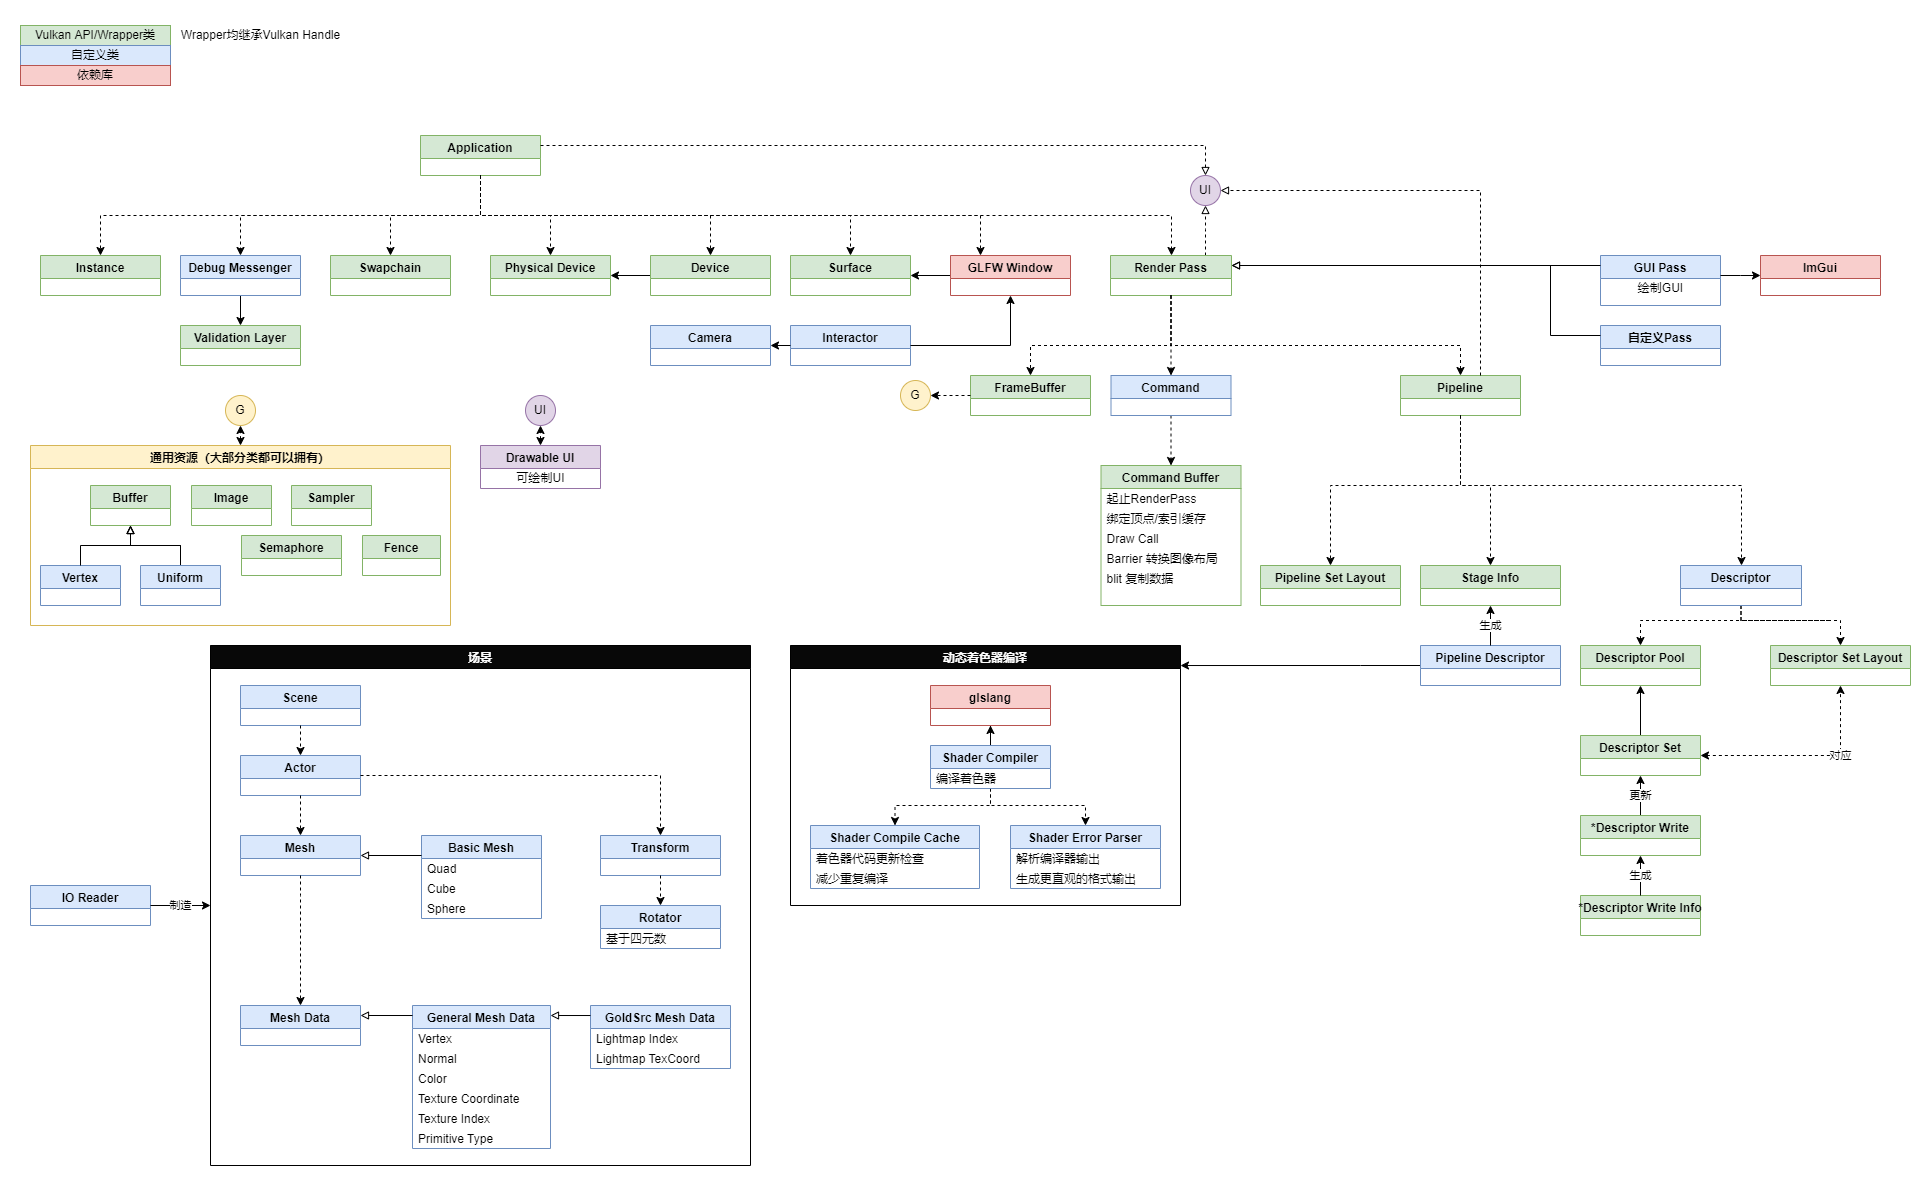 Vulkan API/Wrapper类
Wrapper均继承Vulkan Handle
自定义类
依赖库
Application
UI
Instance
Debug Messenger
Swapchain
Physical Device
Device
Surface
GLFW Window
Render Pass
GUI Pass
绘制GUI
ImGui
Validation Layer
Camera
Interactor
自定义Pass
G
FrameBuffer
Command
Pipeline
G
UI
通用资源（大部分类都可以拥有）
Drawable UI
可绘制UI
Buffer
Image
Sampler
Semaphore
Fence
Vertex
Uniform
Command Buffer
起止RenderPass
绑定顶点/索引缓存
Draw Call
Barrier 转换图像布局
blit 复制数据
Pipeline Set Layout
Stage Info
Descriptor
生成
Pipeline Descriptor
Descriptor Pool
Descriptor Set Layout
Descriptor Set
对应
更新
*Descriptor Write
生成
*Descriptor Write Info
场景
Scene
Actor
Mesh
Basic Mesh
Quad
Cube
Sphere
Transform
Rotator
基于四元数
IO Reader
制造
Mesh Data
General Mesh Data
Vertex
Normal
Color
Texture Coordinate
Texture Index
Primitive Type
GoldSrc Mesh Data
Lightmap Index
Lightmap TexCoord
动态着色器编译
glslang
Shader Compiler
编译着色器
Shader Compile Cache
着色器代码更新检查
减少重复编译
Shader Error Parser
解析编译器输出
生成更直观的格式输出